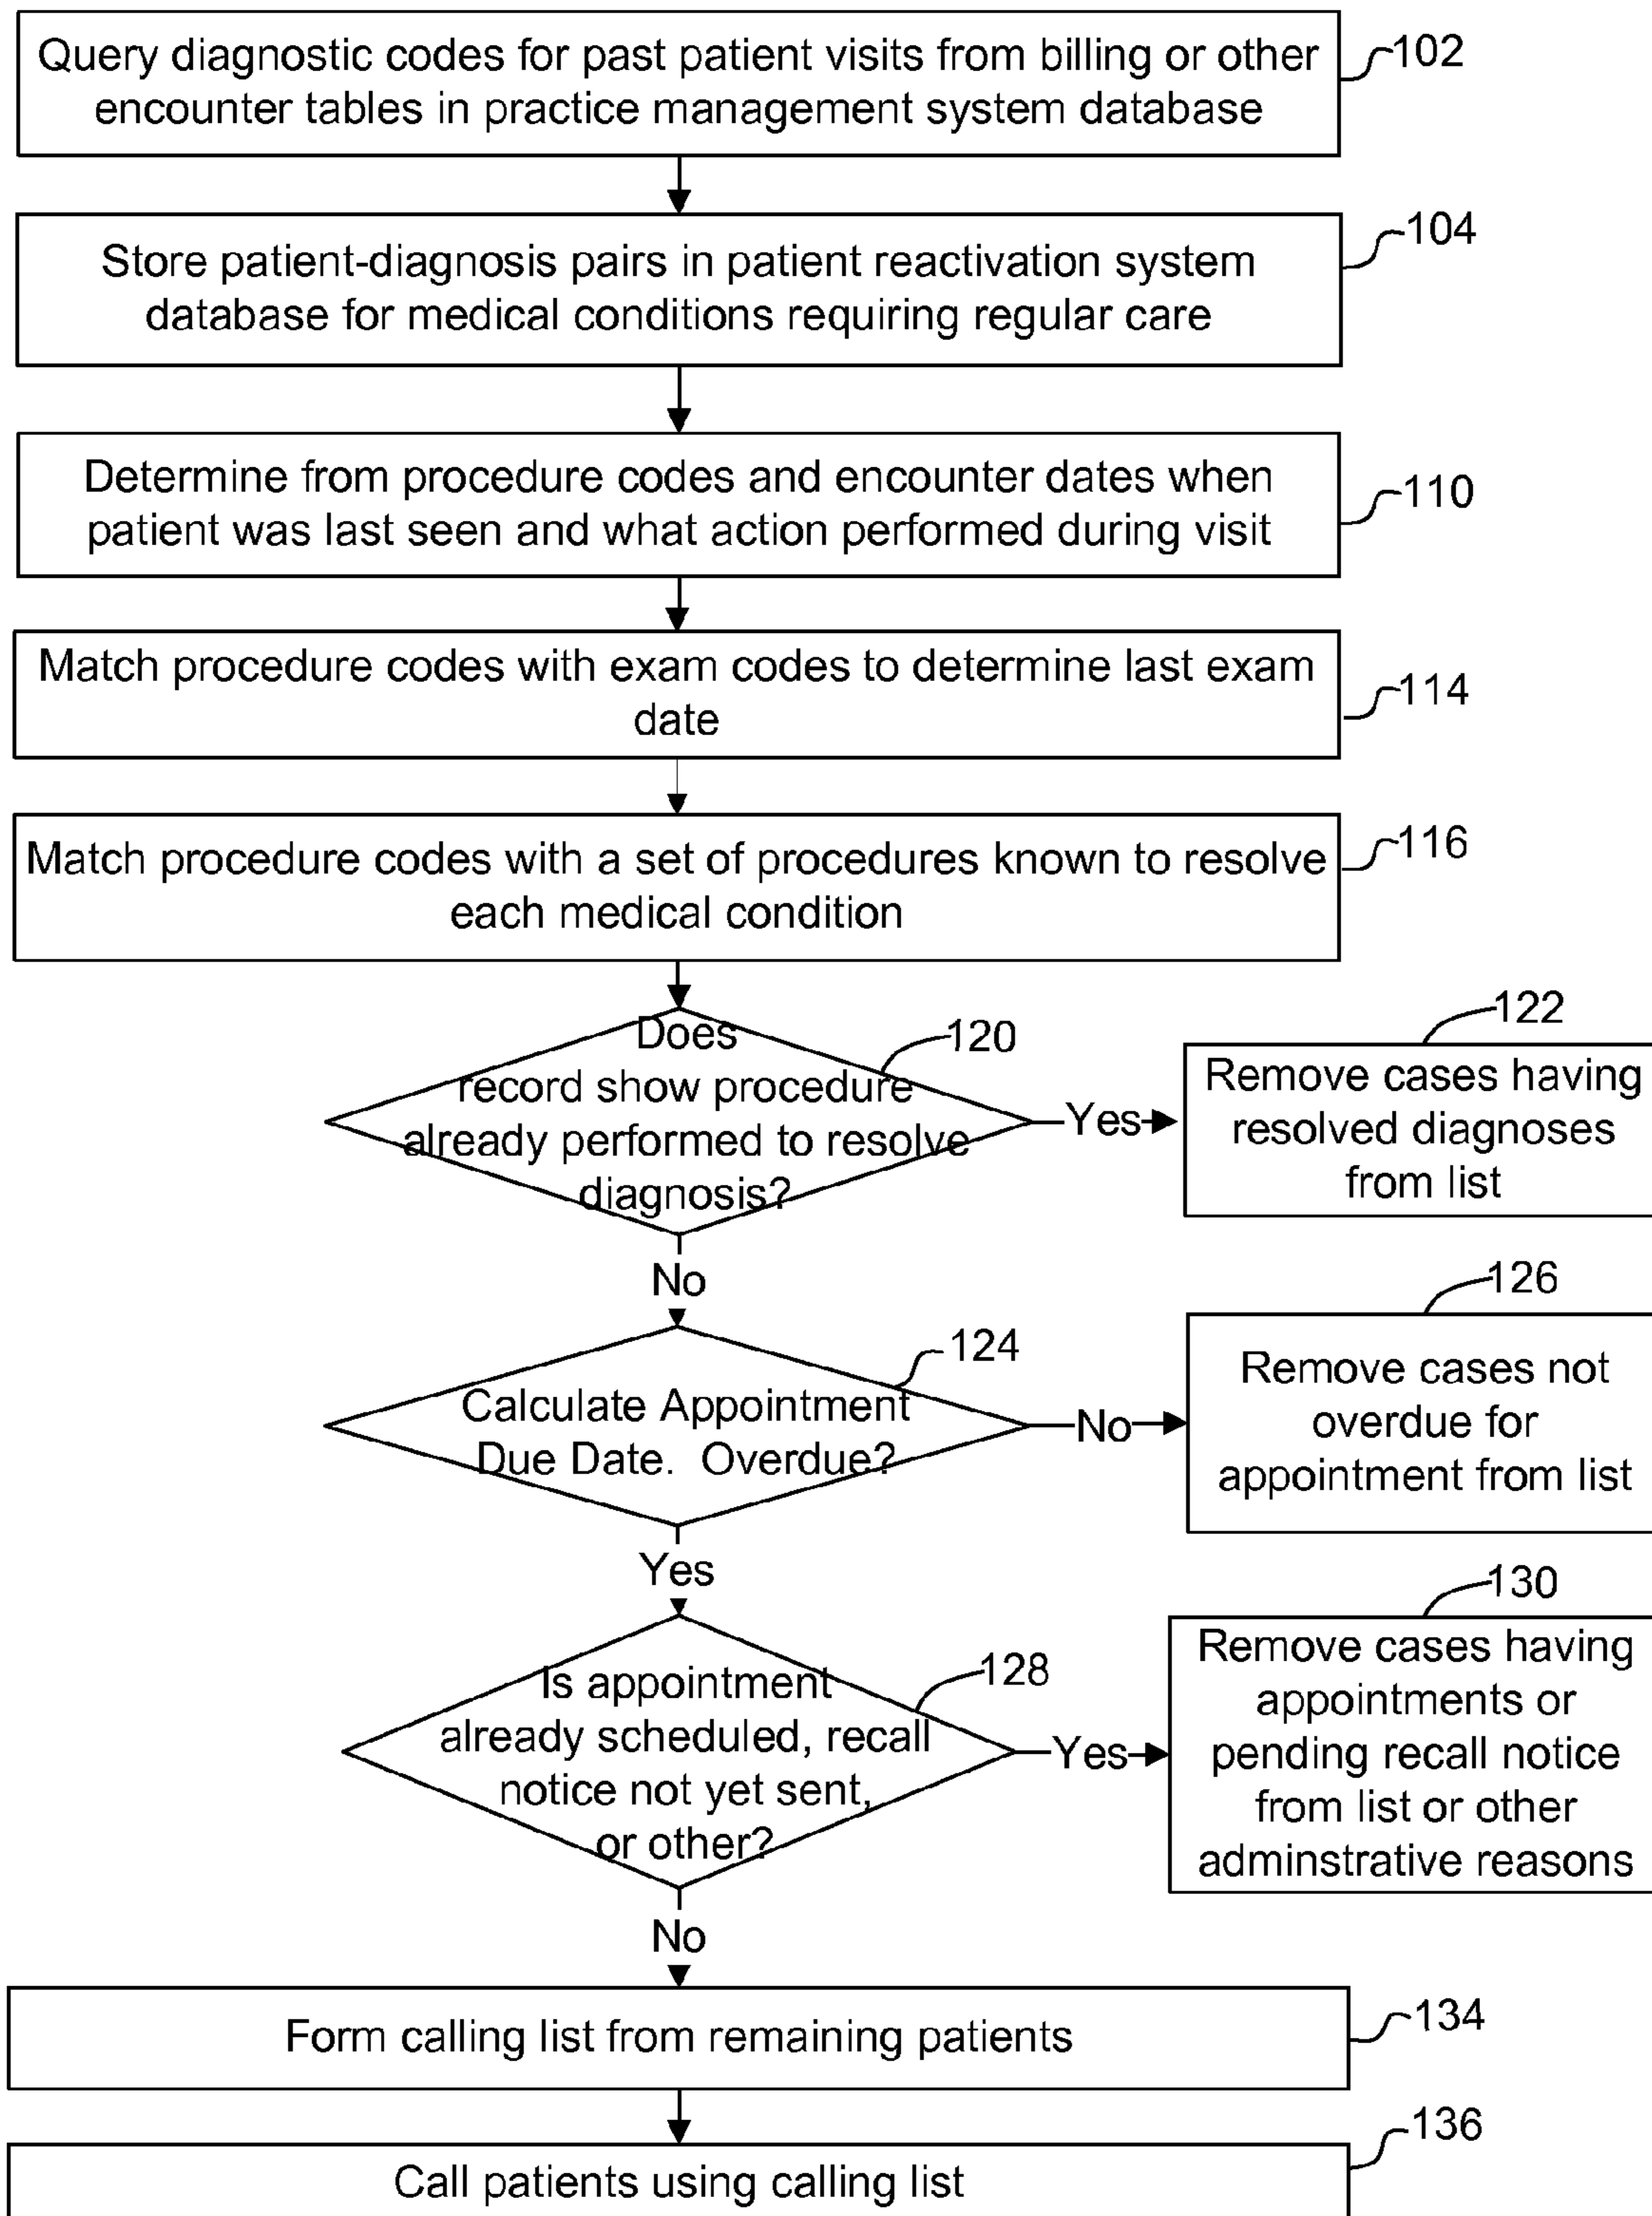 Query diagnostic codes for past patient visits from billing or other
encounter tables in practice management system database
102
Store patient-diagnosis pairs in patient reactivation system
database for medical conditions requiring regular care
104
Determine from procedure codes and encounter dates when
patient was last seen and what action performed during visit
110
Match procedure codes with exam codes to determine last exam
date
114
Match procedure codes with a set of procedures known to resolve
each medical condition
116
Does
record show procedure
already performed to resolve
diagnosis?
120
Yes
122
Remove cases having
resolved diagnoses
from list
No
Calculate Appointment
Due Date. Overdue?
124
No
126
Remove cases not
overdue for
appointment from list
Yes
Is appointment
already scheduled, recall
notice not yet sent,
or other?
128
Yes
130
Remove cases having
appointments or
pending recall notice
from list or other
adminstrative reasons
No
Form calling list from remaining patients
134
Call patients using calling list
136